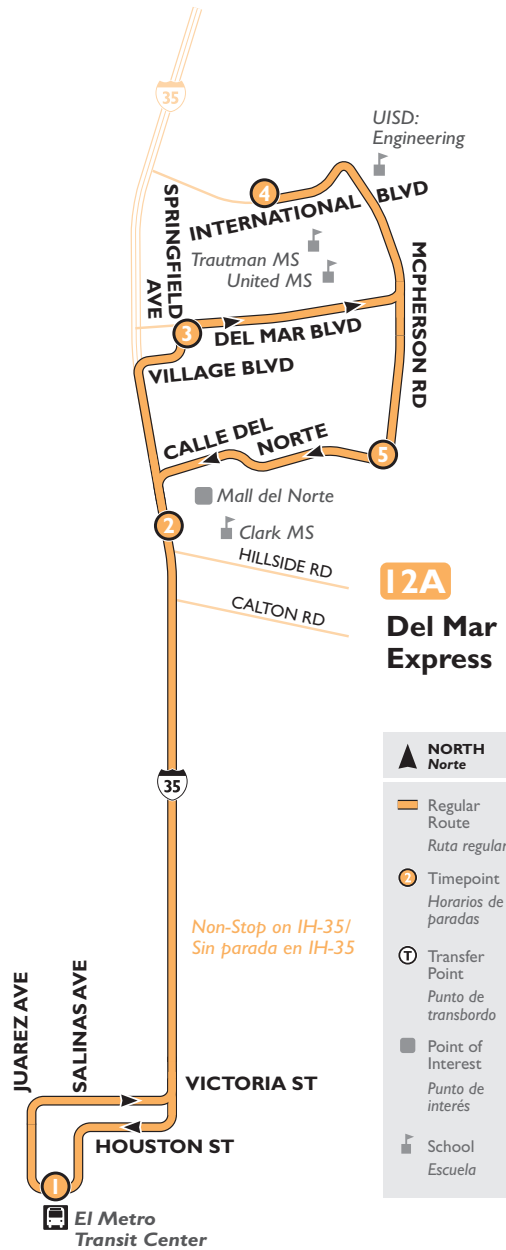 35
UISD:
Engineering
4
INTERNATIONAL BLVD
SPRINGFIELD
AVE
Trautman MS
United MS
MCPHERSON RD
3
DEL MAR BLVD
VILLAGE BLVD
CALLE DEL
NORTE
5
Mall del Norte
2
Clark MS
HILLSIDE RD
CALTON RD
12A
Del Mar
Express
NORTH
Norte
Regular
Route
Ruta regular
2
Timepoint
Horarios de
paradas
T
Transfer
Point
Punto de
transbordo
Point of
Interest
Punto de
interés
School
Escuela
35
Non-Stop on IH-35/
Sin parada en IH-35
JUAREZ AVE
SALINAS AVE
VICTORIA ST
HOUSTON ST
1
El Metro
Transit Center